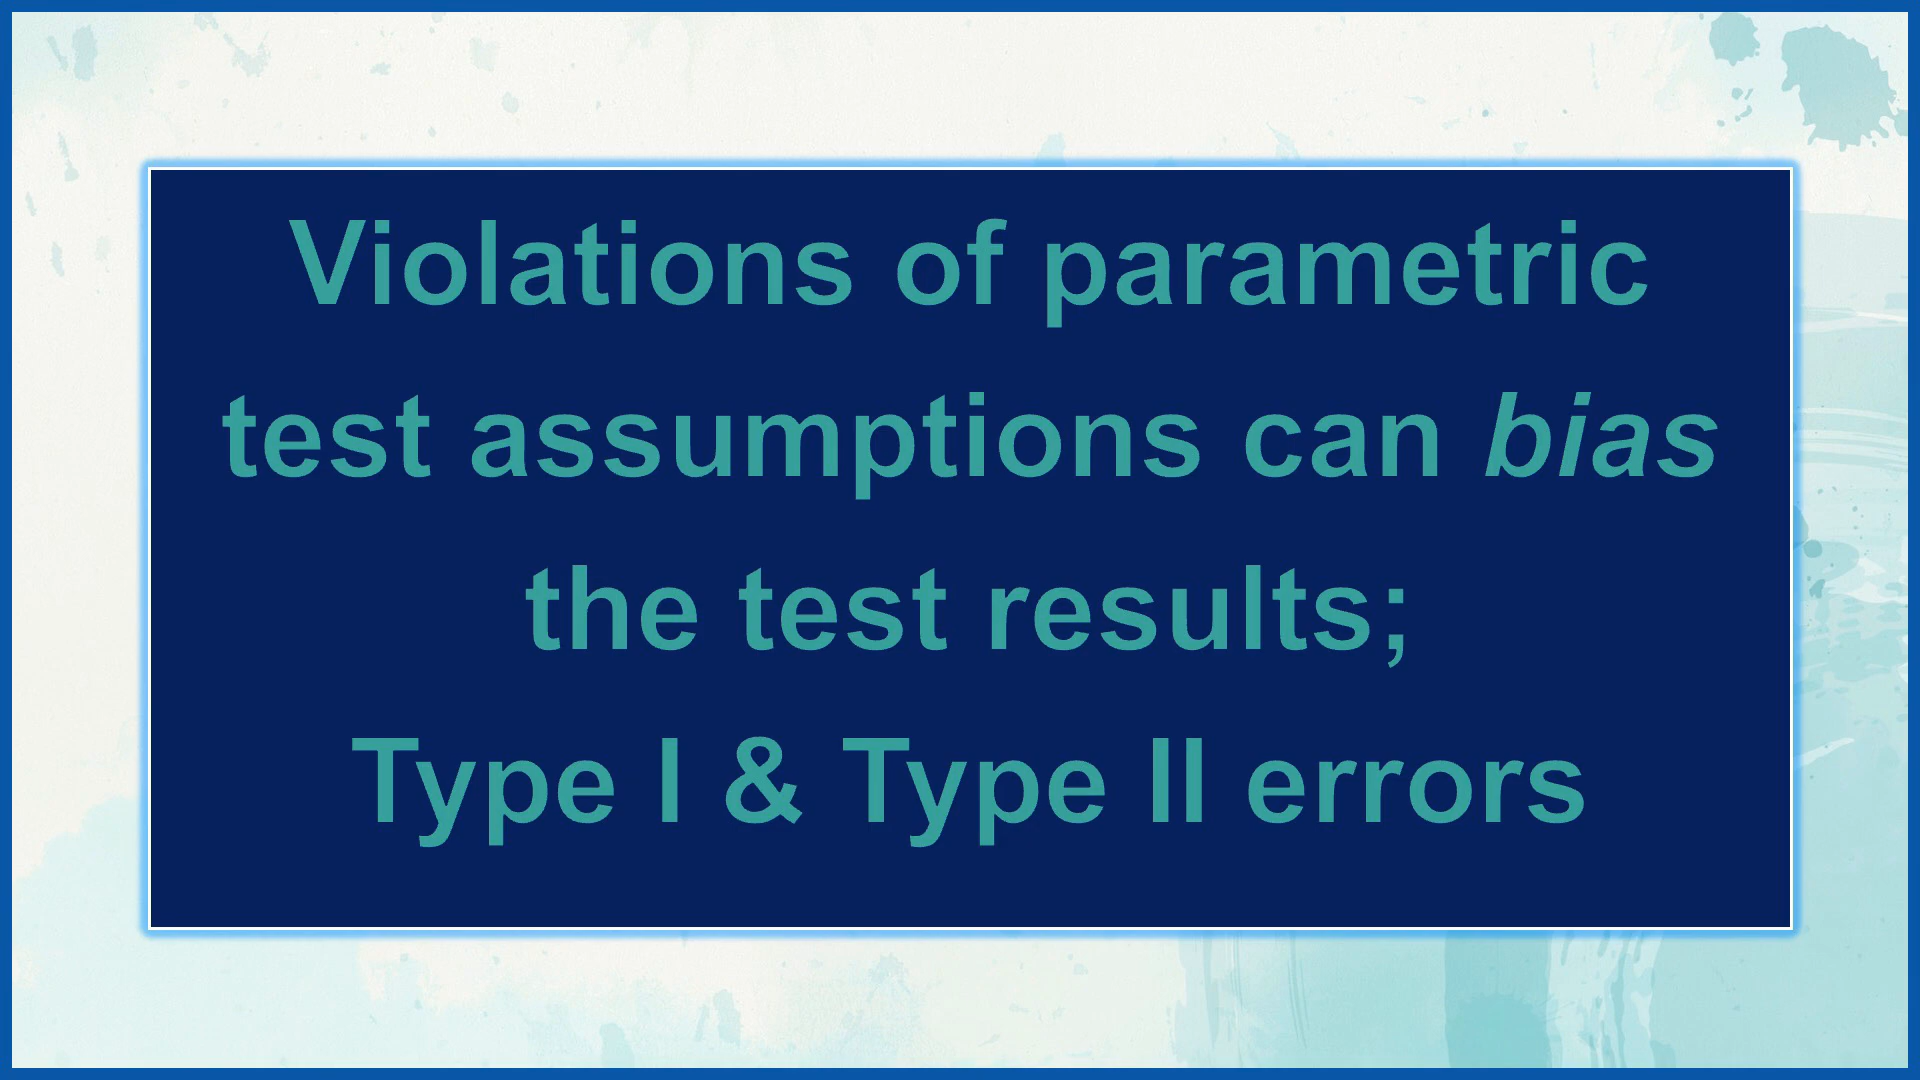 Violations of parametric
test assumptions can bias
the test results;
Type I & Type II errors